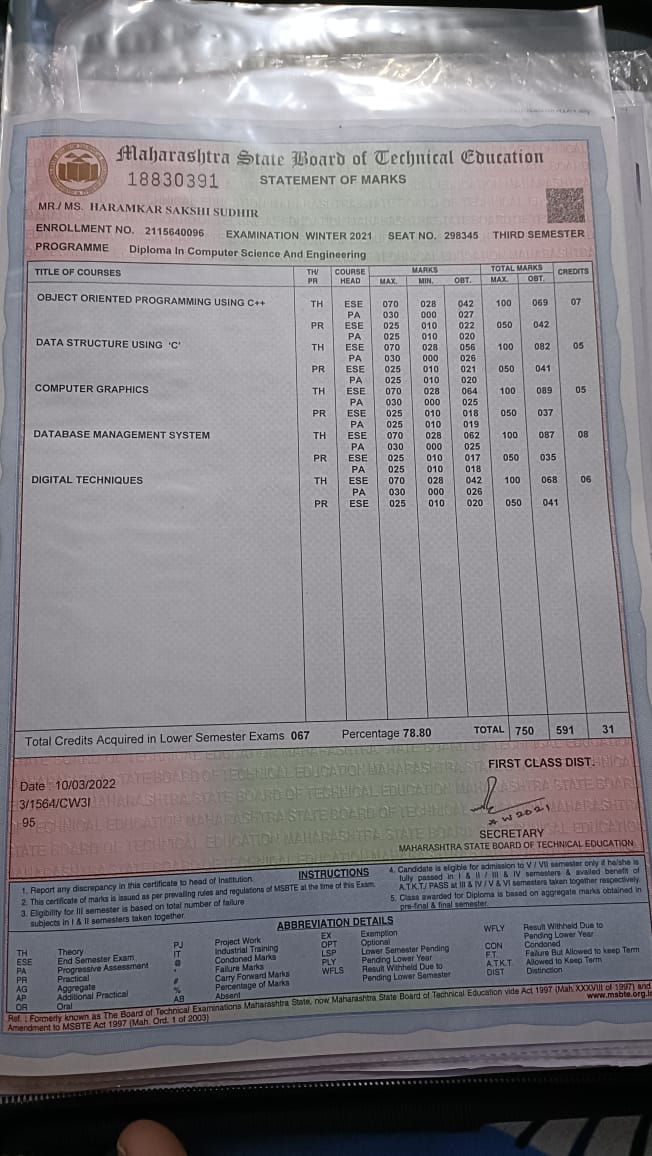 Maharashtra State Board of Technical Education
18830391 STATEMENT OF MARKS
MR./ MS. HARAMKAR SAKSHI SUDHIR
ENROLLMENT NO. 2115640096 EXAMINATION WINTER 2021 SEAT NO. 298345 THIRD SEMESTER
PROGRAMME Diploma In Computer Science And Engineering
TITLE OF COURSES TH/ PR COURSE HEAD MARKS MAX. MIN. OBT. TOTAL MARKS MAX. OBT. CREDITS
OBJECT ORIENTED PROGRAMMING USING C++ TH ESE 070 028 042 100 069 07
PA 030 000 027
PR ESE 025 010 022 050 042
PA 025 010 020
DATA STRUCTURE USING 'C' TH ESE 070 028 056 100 082 05
PA 030 000 026
PR ESE 025 010 021 050 041
PA 025 010 020
COMPUTER GRAPHICS TH ESE 070 028 064 100 089 05
PA 030 000 025
PR ESE 025 010 018 050 037
PA 025 010 019
DATABASE MANAGEMENT SYSTEM TH ESE 070 028 062 100 087 08
PA 030 000 025
PR ESE 025 010 017 050 035
PA 025 010 018
DIGITAL TECHNIQUES TH ESE 070 028 042 100 068 06
PA 030 000 026
PR ESE 025 010 020 050 041
Total Credits Acquired in Lower Semester Exams 067 Percentage 78.80 TOTAL 750 591 31
FIRST CLASS DIST.
Date : 10/03/2022
3/1564/CW3I
95
W2021
SECRETARY
MAHARASHTRA STATE BOARD OF TECHNICAL EDUCATION
INSTRUCTIONS
1. Report any discrepancy in this certificate to head of Institution.
2. This certificate of marks is issued as per prevailing rules and regulations of MSBTE at the time of this Exam.
3. Eligibility for III semester is based on total number of failure
subjects in I & II semesters taken together.
4. Candidate is eligible for admission to V / VII semester only if he/she is
fully passed in I & II / III & IV semesters & availed benefit of
A.T.K.T./ PASS at III & IV / V & VI semesters taken together respectively.
5. Class awarded for Diploma is based on aggregate marks obtained in
pre-final & final semester.
ABBREVIATION DETAILS
TH Theory
ESE End Semester Exam
PA Progressive Assessment
PR Practical
AG Aggregate
AP Additional Practical
OR Oral
PJ Project Work
IT Industrial Training
@ Condoned Marks
* Failure Marks
# Carry Forward Marks
% Percentage of Marks
AB Absent
EX Exemption
OPT Optional
LSP Lower Semester Pending
PLY Pending Lower Year
WFLS Result Withheld Due to
Pending Lower Semester
WFLY Result Withheld Due to
Pending Lower Year
CON Condoned
F.T. Failure But Allowed to keep Term
A.T.K.T. Allowed to Keep Term
DIST Distinction
Ref. : Formerly known as The Board of Technical Examinations Maharashtra State, now Maharashtra State Board of Technical Education vide Act 1997 (Mah XXXVIII of 1997) and
Amendment to MSBTE Act 1997 (Mah. Ord. 1 of 2003) www.msbte.org.in